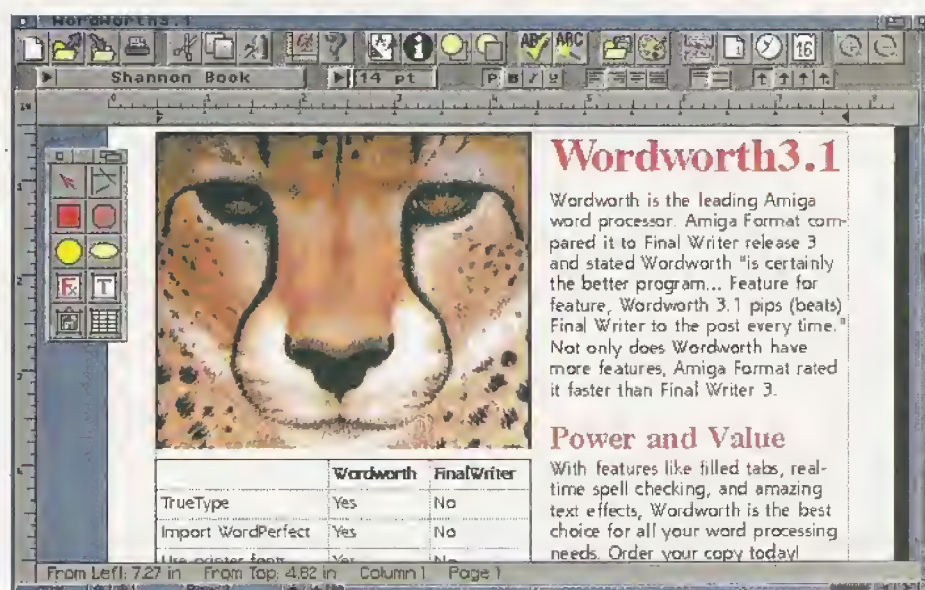 Wordworth3.1
Shannon Book 14 pt P B I U
Wordworth3.1
Wordworth is the leading Amiga
word processor. Amiga Format com-
pared it to Final Writer release 3
and stated Wordworth "is certainly
the better program... Feature for
feature, Wordworth 3.1 pips (beats)
Final Writer to the post every time."
Not only does Wordworth have
more features, Amiga Format rated
it faster than Final Writer 3.
Power and Value
With features like filled tabs, real-
time spell checking, and amazing
text effects, Wordworth is the best
choice for all your word processing
needs. Order your copy today!
Wordworth FinalWriter
TrueType Yes No
Import WordPerfect Yes No
Use printer fonts Yes No
From Left: 7.27 in From Top: 4.82 in Column 1 Page 1